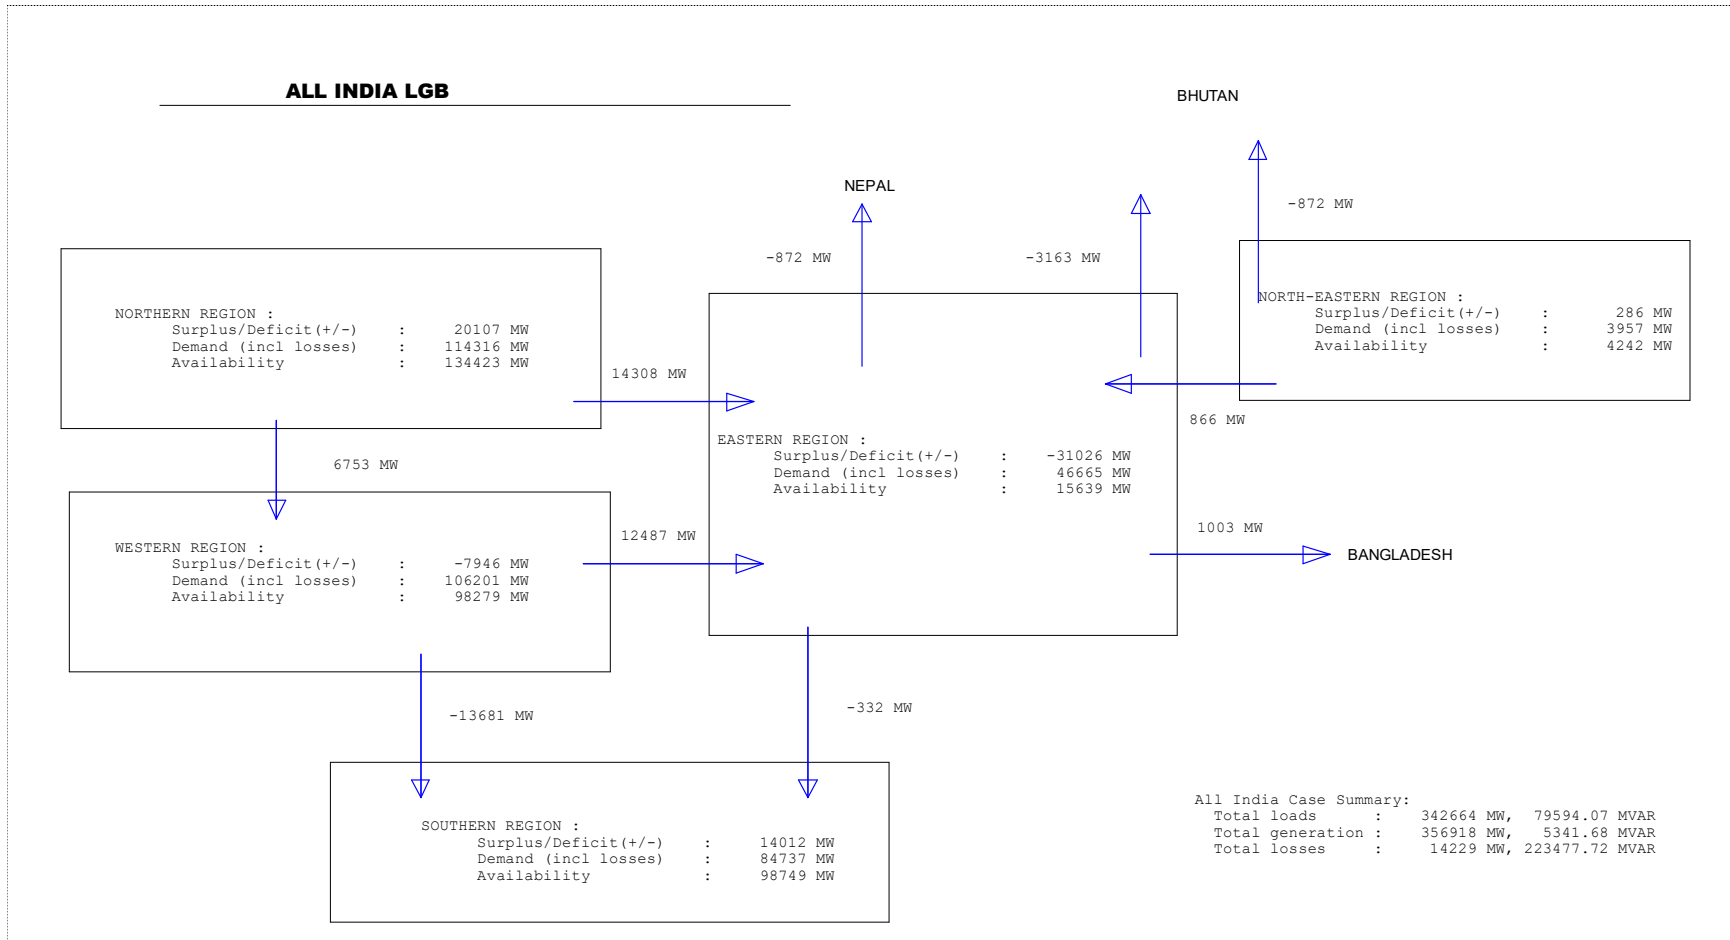 ALL INDIA LGB
BHUTAN
NEPAL
-872 MW
-872 MW
-3163 MW
NORTHERN REGION :
Surplus/Deficit(+/-) : 20107 MW
Demand (incl losses) : 114316 MW
Availability : 134423 MW
NORTH-EASTERN REGION :
Surplus/Deficit(+/-) : 286 MW
Demand (incl losses) : 3957 MW
Availability : 4242 MW
14308 MW
866 MW
6753 MW
EASTERN REGION :
Surplus/Deficit(+/-) : -31026 MW
Demand (incl losses) : 46665 MW
Availability : 15639 MW
12487 MW
1003 MW
BANGLADESH
WESTERN REGION :
Surplus/Deficit(+/-) : -7946 MW
Demand (incl losses) : 106201 MW
Availability : 98279 MW
-13681 MW
-332 MW
SOUTHERN REGION :
Surplus/Deficit(+/-) : 14012 MW
Demand (incl losses) : 84737 MW
Availability : 98749 MW
All India Case Summary:
Total loads : 342664 MW, 79594.07 MVAR
Total generation : 356918 MW, 5341.68 MVAR
Total losses : 14229 MW, 223477.72 MVAR